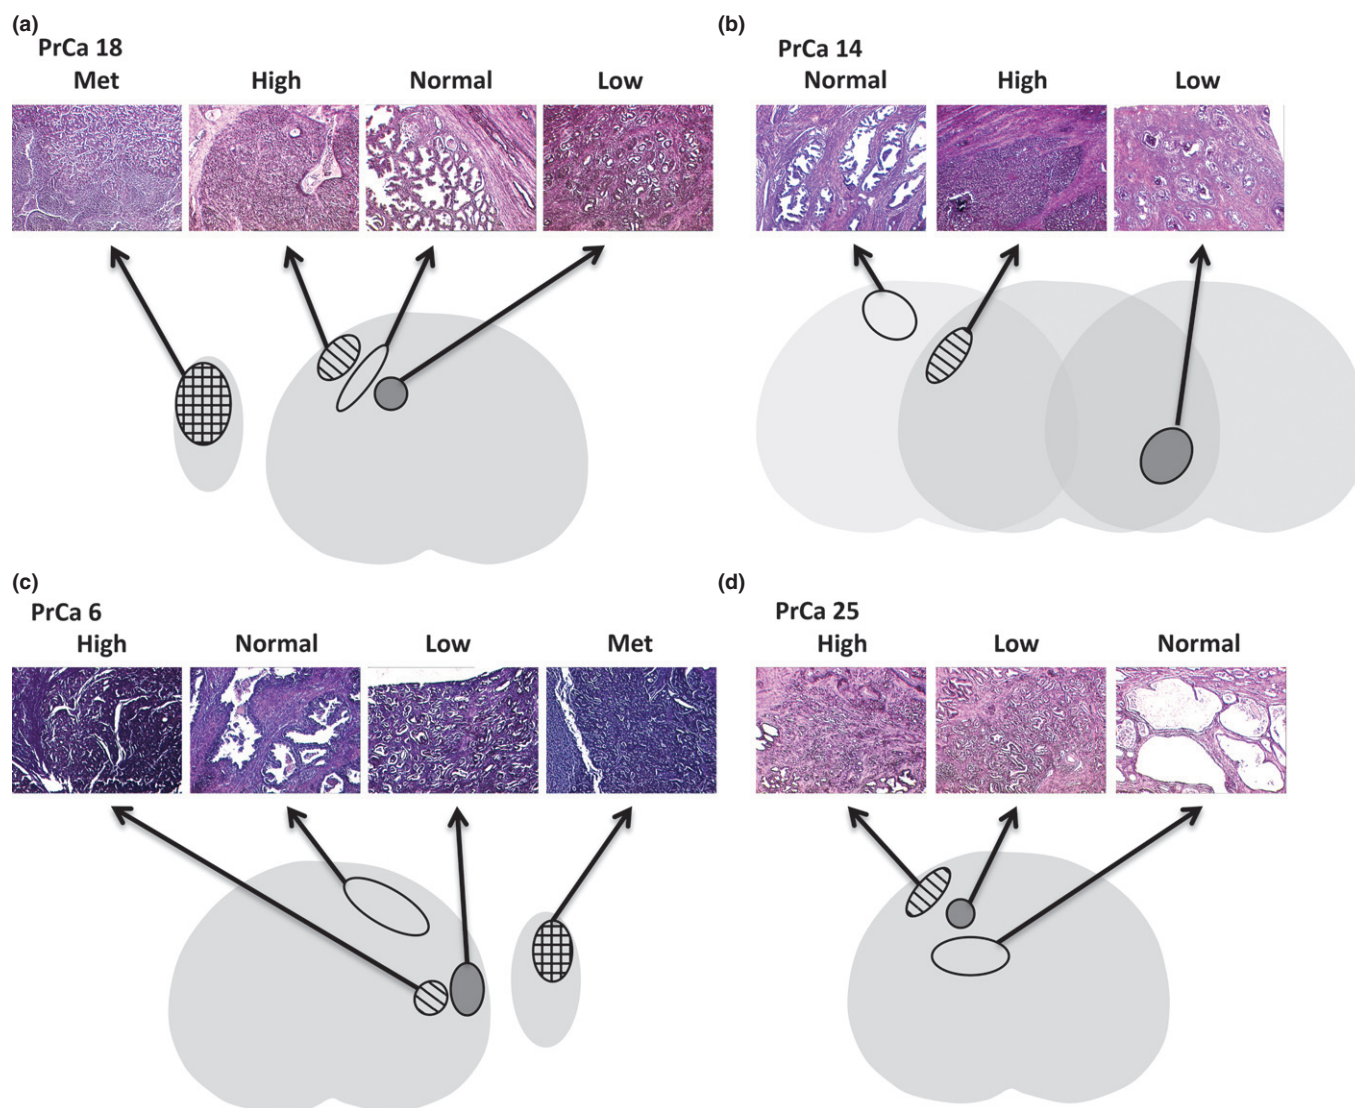 (a)
PrCa 18
Met High Normal Low
(b)
PrCa 14
Normal High Low
(c)
PrCa 6
High Normal Low Met
(d)
PrCa 25
High Low Normal